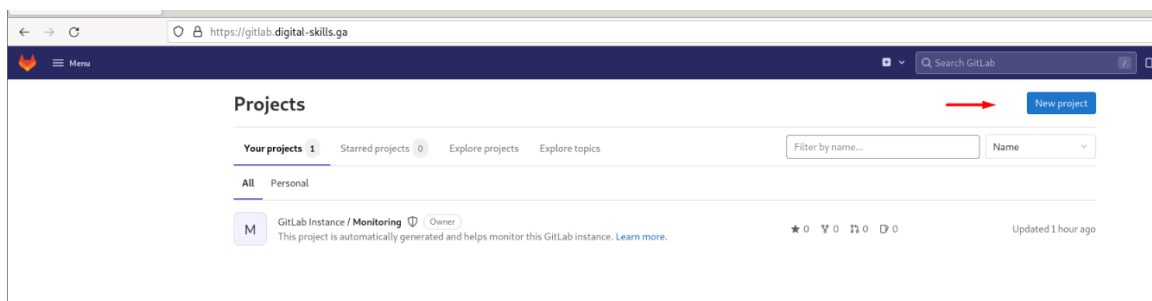 https://gitlab.digital-skills.ga
Menu
Search GitLab
/
Projects
New project
Your projects 1
Starred projects 0
Explore projects
Explore topics
Filter by name...
Name
All
Personal
M
GitLab Instance / Monitoring
Owner
This project is automatically generated and helps monitor this GitLab instance. Learn more.
0
0
0
0
Updated 1 hour ago